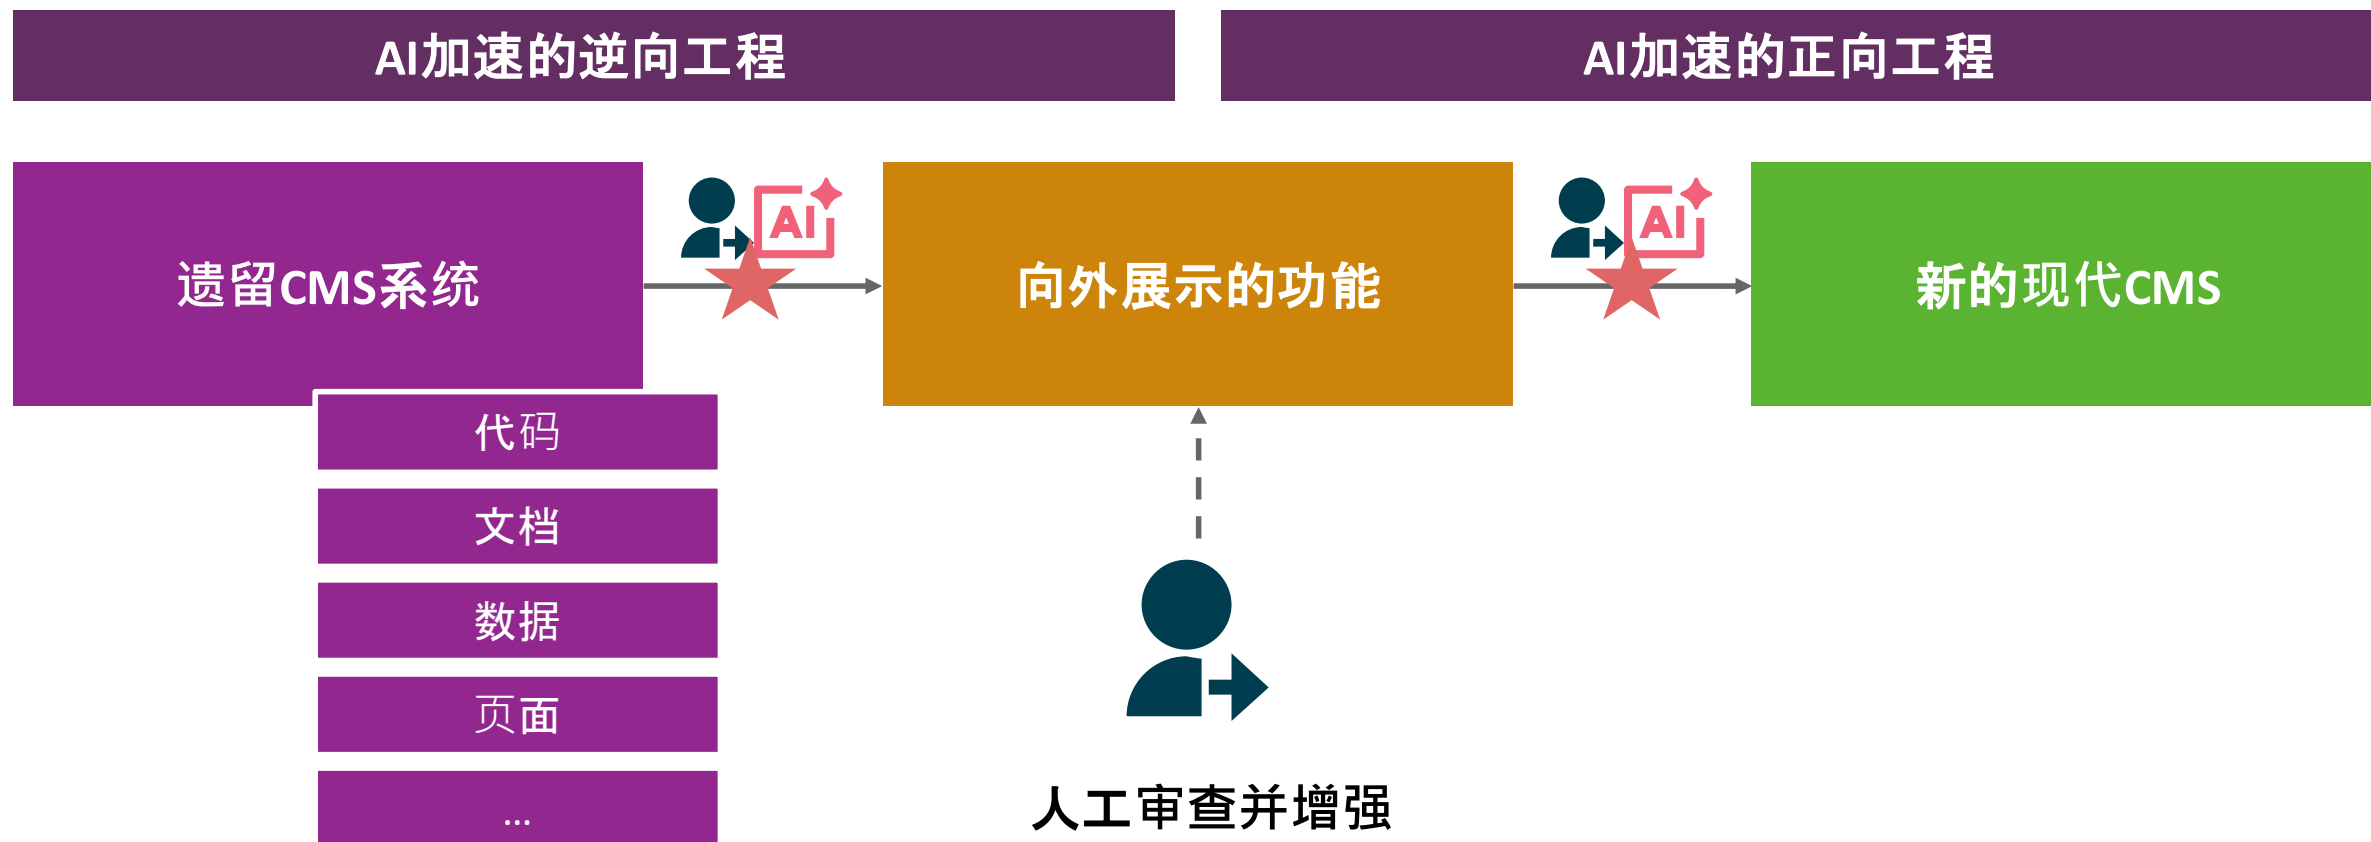 AI加速的逆向工程
AI加速的正向工程
遗留CMS系统
AI
向外展示的功能
AI
新的现代CMS
代码
文档
数据
页面
...
人工审查并增强